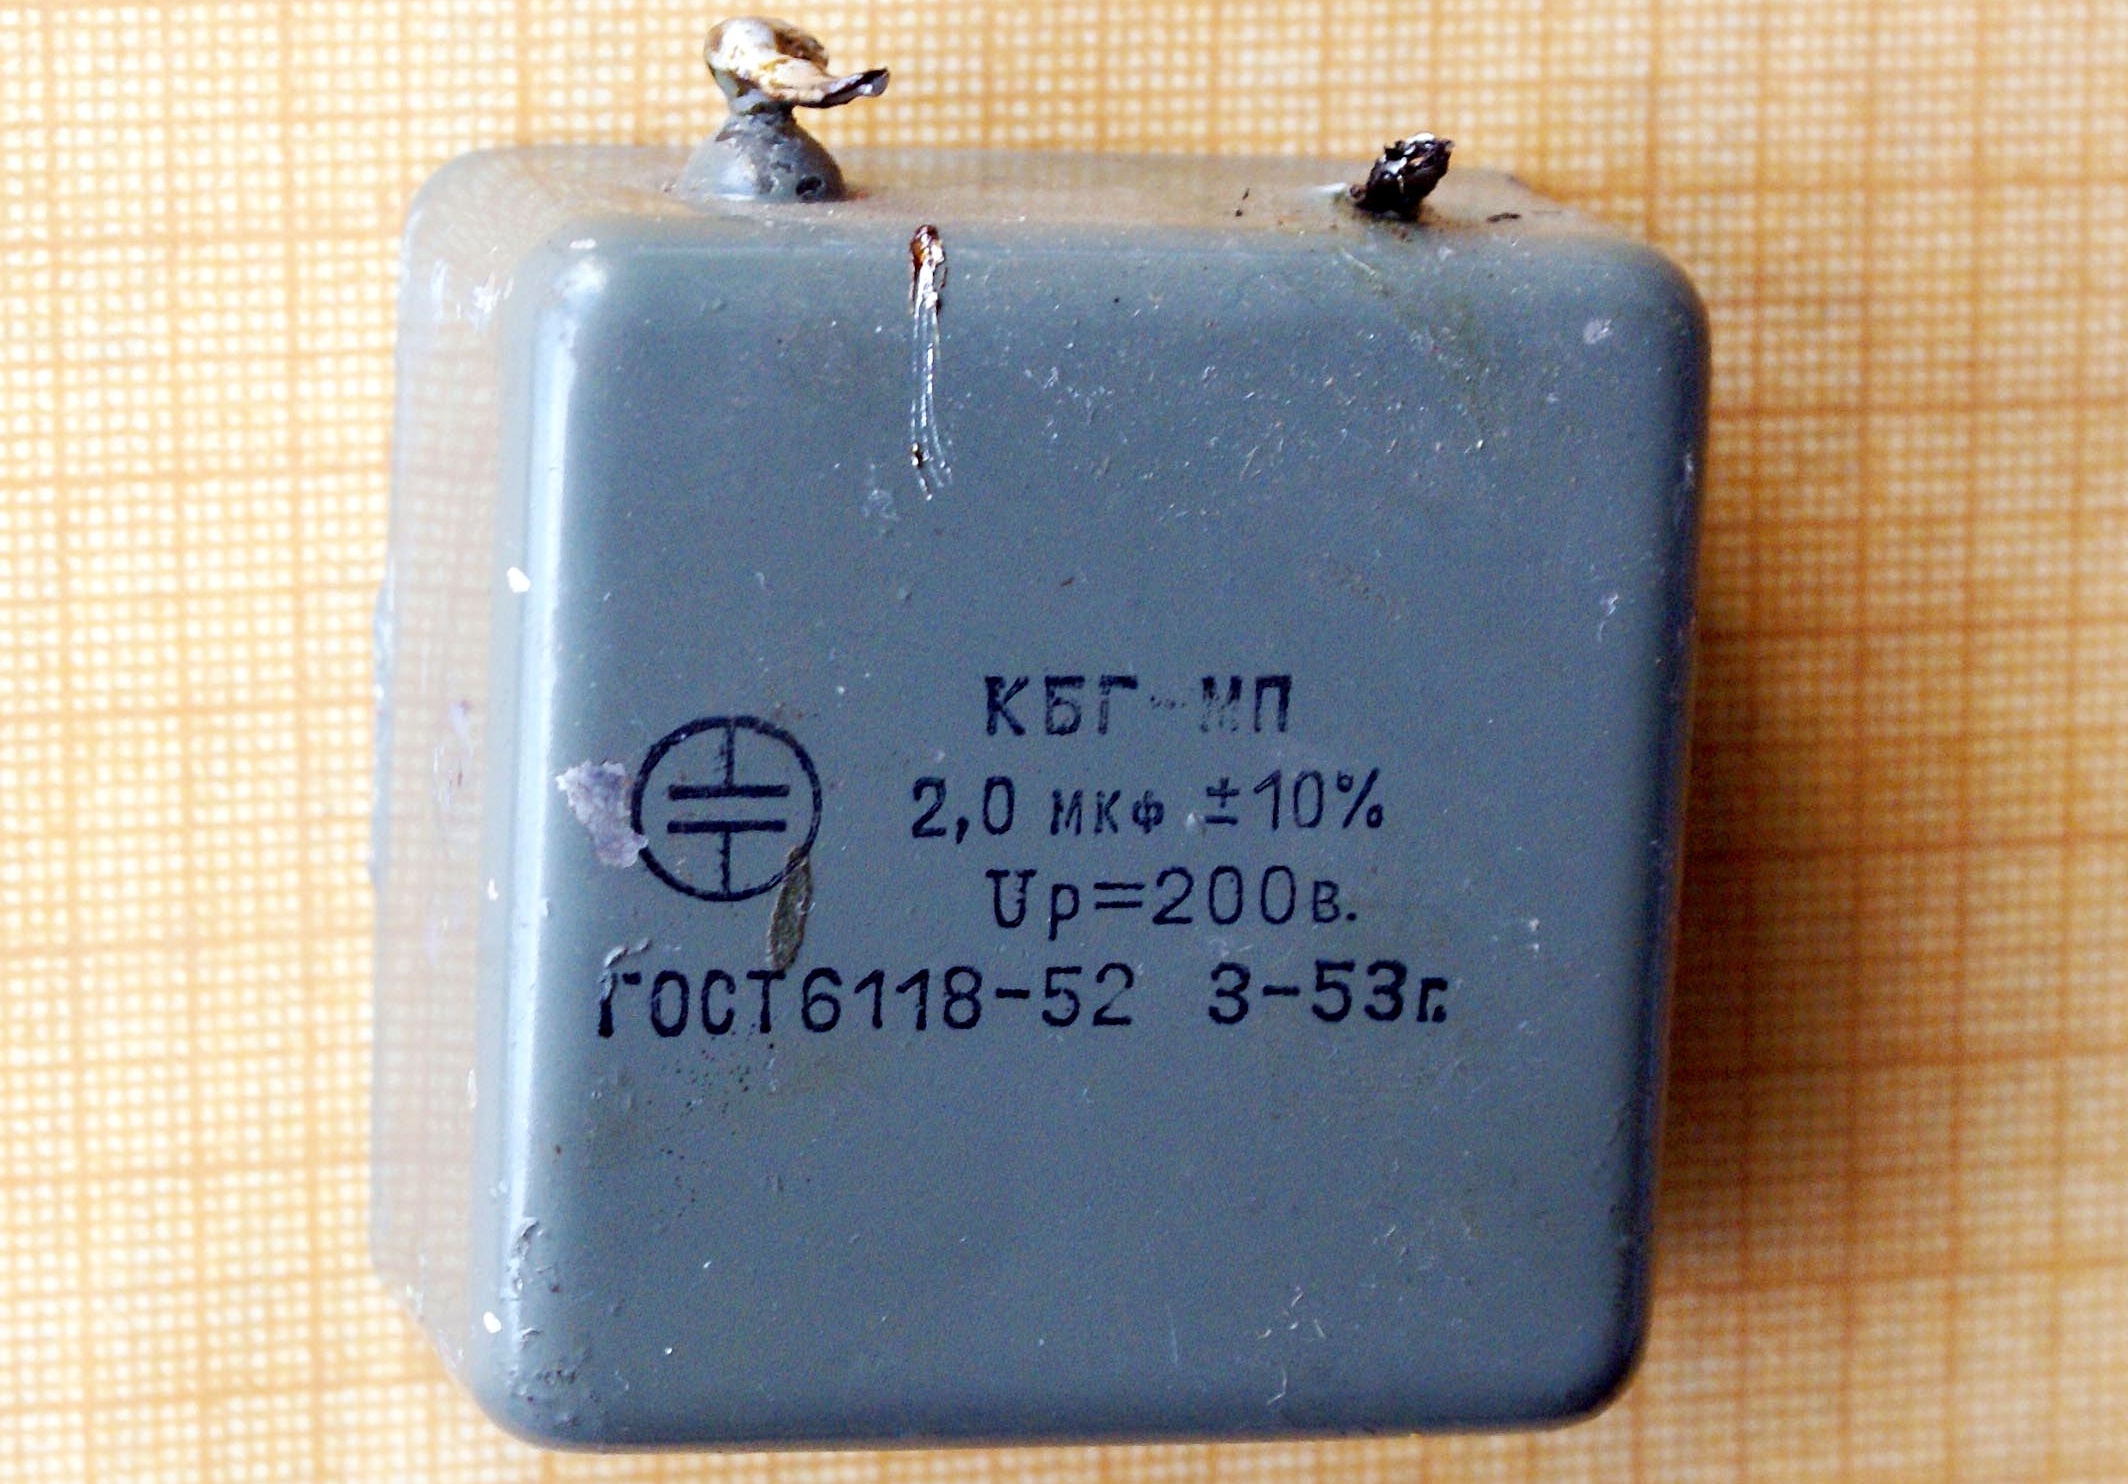 КБГ-МП
2,0 мкф ±10%
Uр=200в.
ГОСТ6118-52 3-53г.